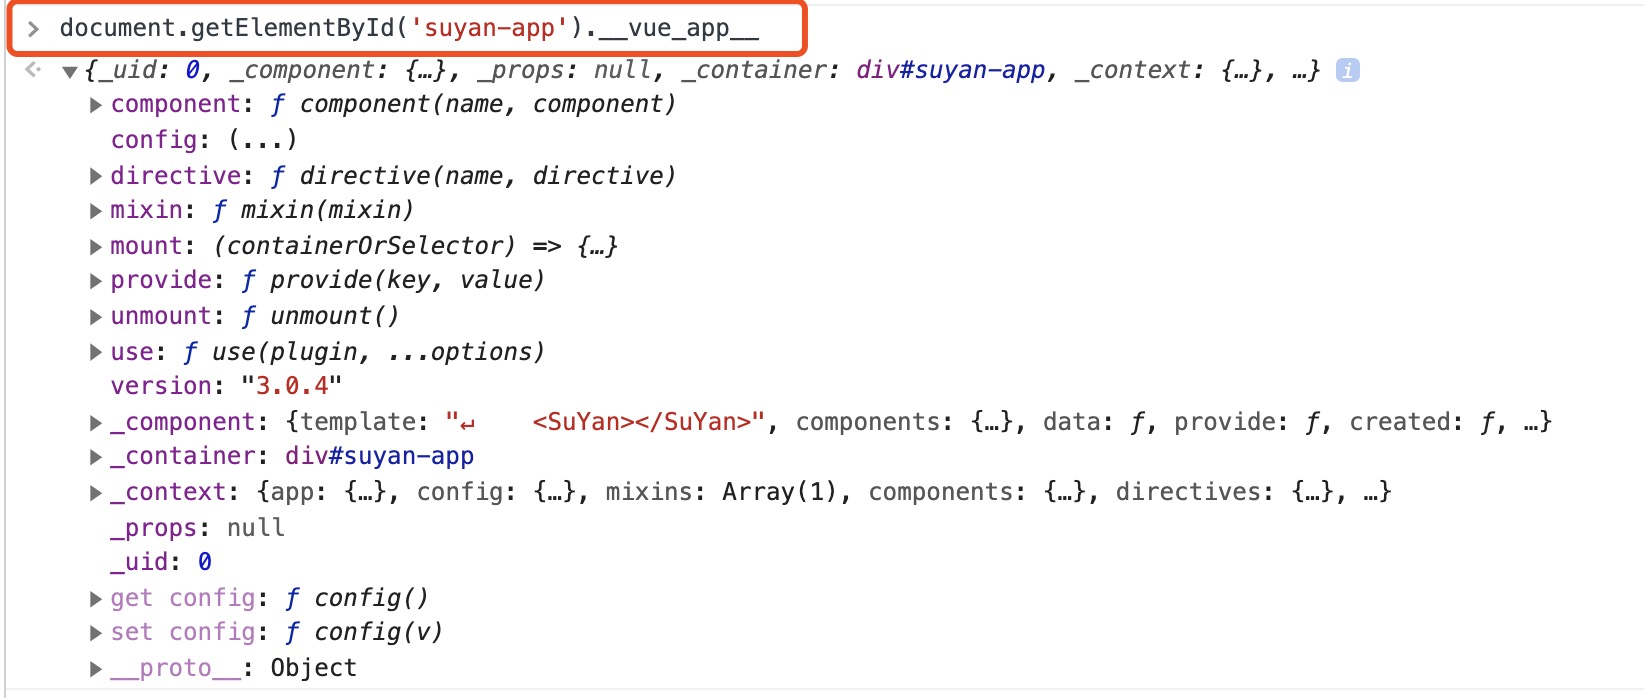 > document.getElementById('suyan-app').__vue_app__
<· ▼{_uid: 0, _component: {…}, _props: null, _container: div#suyan-app, _context: {…}, …} i
▶component: ƒ component(name, component)
config: (...)
▶directive: ƒ directive(name, directive)
▶mixin: ƒ mixin(mixin)
▶mount: (containerOrSelector) => {…}
▶provide: ƒ provide(key, value)
▶unmount: ƒ unmount()
▶use: ƒ use(plugin, ...options)
version: "3.0.4"
▶_component: {template: "↵    <SuYan></SuYan>", components: {…}, data: ƒ, provide: ƒ, created: ƒ, …}
▶_container: div#suyan-app
▶_context: {app: {…}, config: {…}, mixins: Array(1), components: {…}, directives: {…}, …}
_props: null
_uid: 0
▶get config: ƒ config()
▶set config: ƒ config(v)
▶__proto__: Object